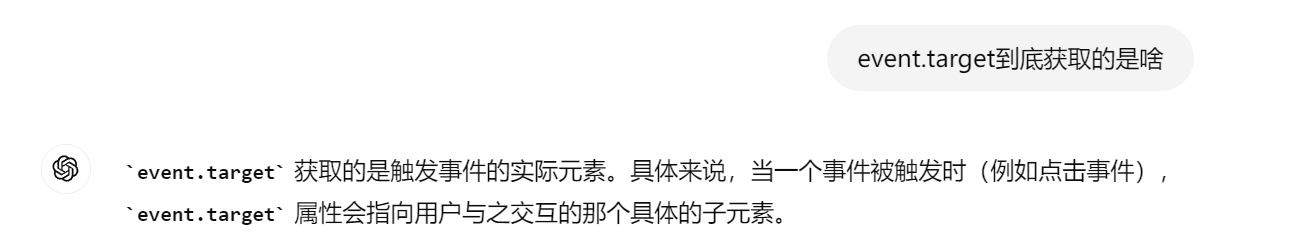 event.target到底获取的是啥
`event.target` 获取的是触发事件的实际元素。具体来说，当一个事件被触发时（例如点击事件），
`event.target` 属性会指向用户与之交互的那个具体的子元素。